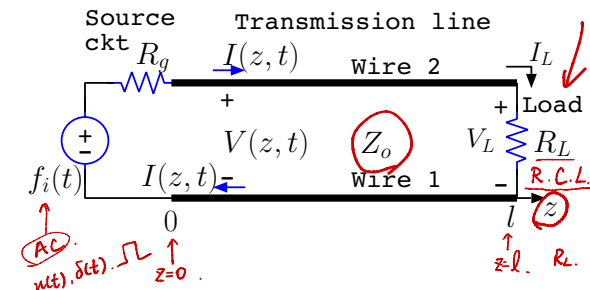 Source ckt
Transmission line
R_g
I(z, t)
Wire 2
I_L
+
+
Load
+
-
V(z, t)
Z_o
V_L
R_L
f_i(t)
I(z, t)
-
Wire 1
-
R.C.L.
0
l
z
AC.
u(t), δ(t).
z=0.
z=l.
R_L.